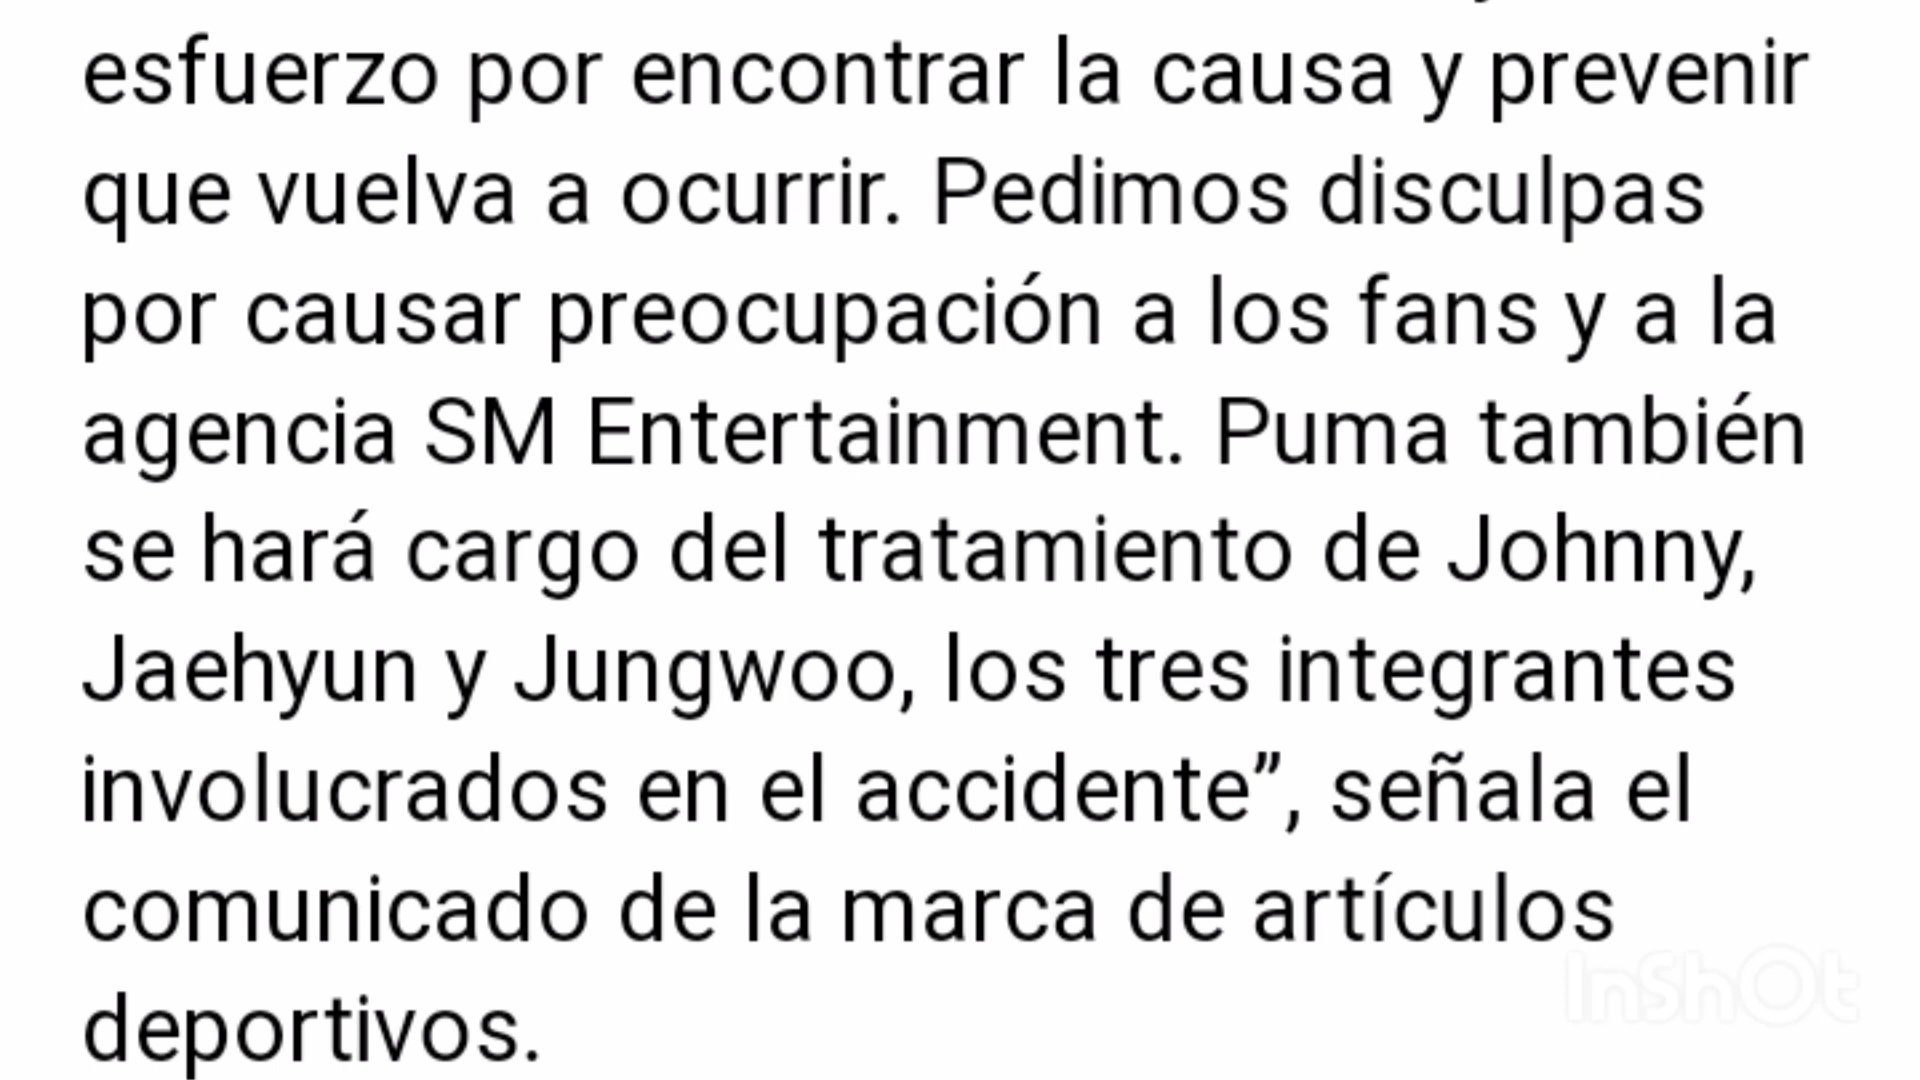 esfuerzo por encontrar la causa y prevenir
que vuelva a ocurrir. Pedimos disculpas
por causar preocupación a los fans y a la
agencia SM Entertainment. Puma también
se hará cargo del tratamiento de Johnny,
Jaehyun y Jungwoo, los tres integrantes
involucrados en el accidente”, señala el
comunicado de la marca de artículos
deportivos.
InShOt